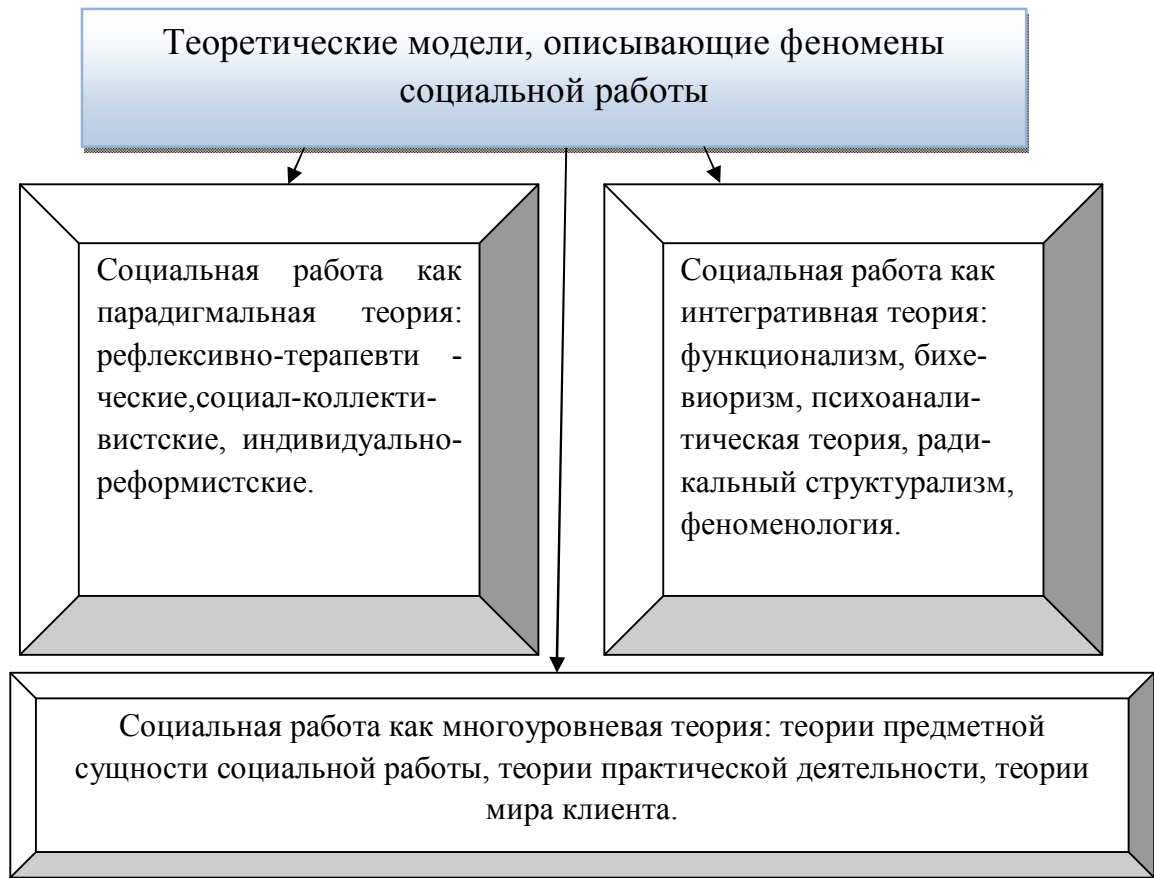 Теоретические модели, описывающие феномены
социальной работы
Социальная работа как
парадигмальная теория:
рефлексивно-терапевти -
ческие,социал-коллекти-
вистские, индивидуально-
реформистские.
Социальная работа как
интегративная теория:
функционализм, бихе-
виоризм, психоанали-
тическая теория, ради-
кальный структурализм,
феноменология.
Социальная работа как многоуровневая теория: теории предметной
сущности социальной работы, теории практической деятельности, теории
мира клиента.